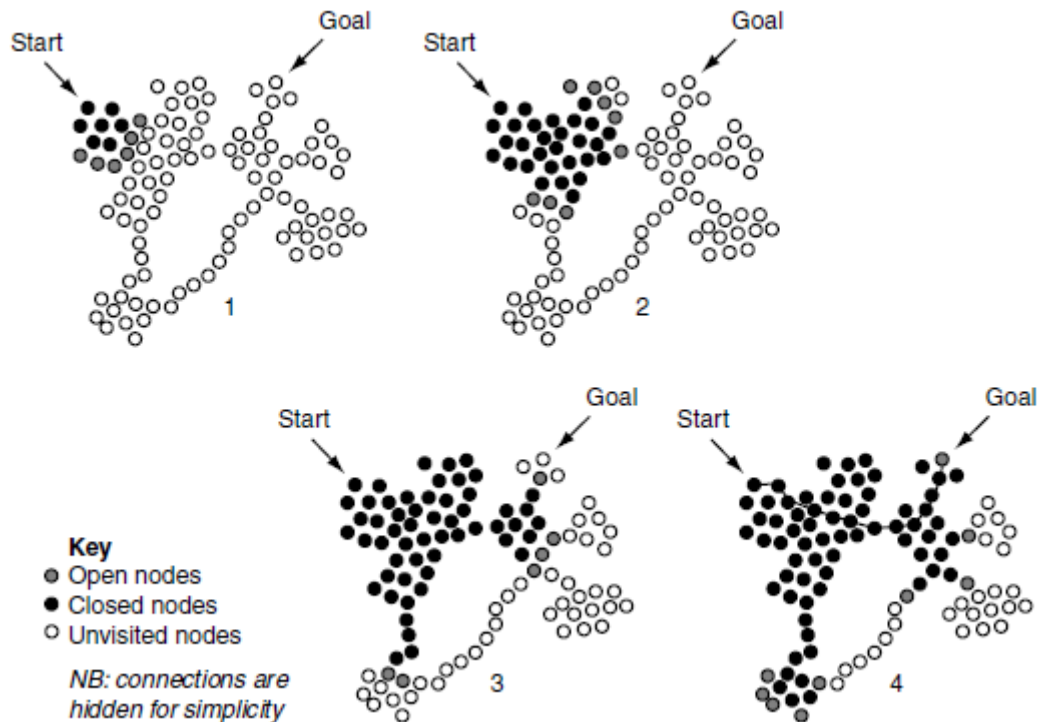 Start
Goal
Start
Goal
1
2
Start
Goal
Start
Goal
Key
Open nodes
Closed nodes
Unvisited nodes
NB: connections are
hidden for simplicity
3
4